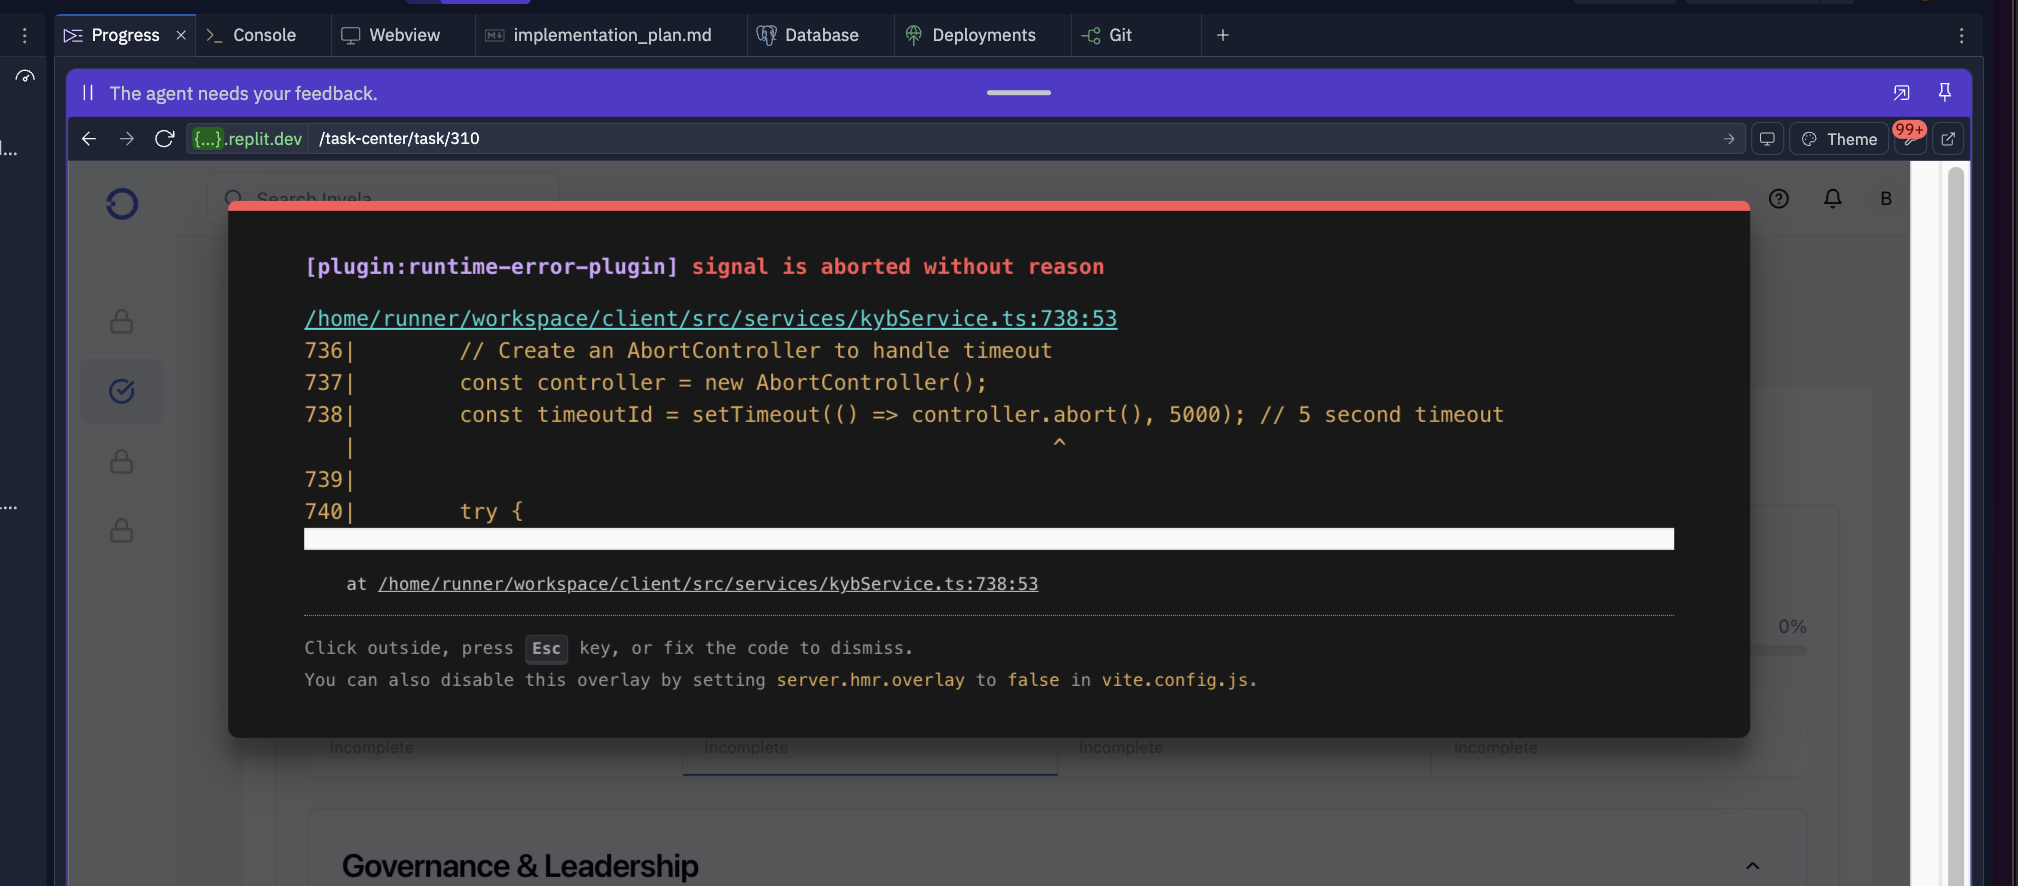 Progress
Console
Webview
implementation_plan.md
Database
Deployments
Git
The agent needs your feedback.
{...}.replit.dev /task-center/task/310
Theme
99+
Search Invela
B
[plugin:runtime-error-plugin] signal is aborted without reason
/home/runner/workspace/client/src/services/kybService.ts:738:53
736| // Create an AbortController to handle timeout
737| const controller = new AbortController();
738| const timeoutId = setTimeout(() => controller.abort(), 5000); // 5 second timeout
| ^
739|
740| try {
at /home/runner/workspace/client/src/services/kybService.ts:738:53
0%
Click outside, press Esc key, or fix the code to dismiss.
You can also disable this overlay by setting server.hmr.overlay to false in vite.config.js.
Incomplete
Incomplete
Incomplete
Incomplete
Governance & Leadership